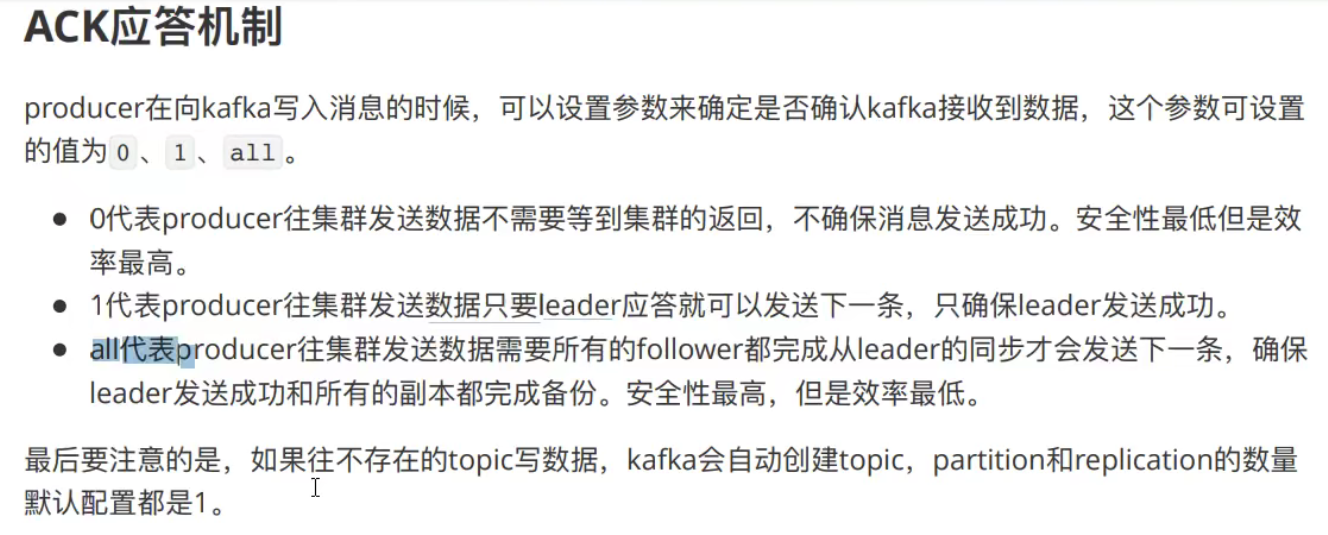 ACK应答机制
producer在向kafka写入消息的时候，可以设置参数来确定是否确认kafka接收到数据，这个参数可设置
的值为 0 、 1 、 all 。
● 0代表producer往集群发送数据不需要等到集群的返回，不确保消息发送成功。安全性最低但是效
率最高。
● 1代表producer往集群发送数据只要leader应答就可以发送下一条，只确保leader发送成功。
● all代表producer往集群发送数据需要所有的follower都完成从leader的同步才会发送下一条，确保
leader发送成功和所有的副本都完成备份。安全性最高，但是效率最低。
最后要注意的是，如果往不存在的topic写数据，kafka会自动创建topic，partition和replication的数量
默认配置都是1。